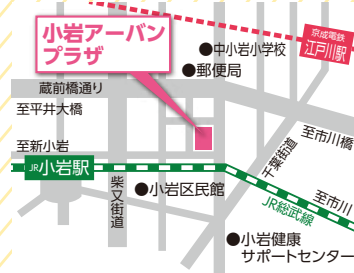 小岩アーバン
プラザ
京成電鉄
江戸川駅
●中小岩小学校
●郵便局
蔵前橋通り
至平井大橋
至新小岩
JR小岩駅
柴又街道
●小岩区民館
千葉街道
至市川橋
至市川
JR総武線
●小岩健康
サポートセンター